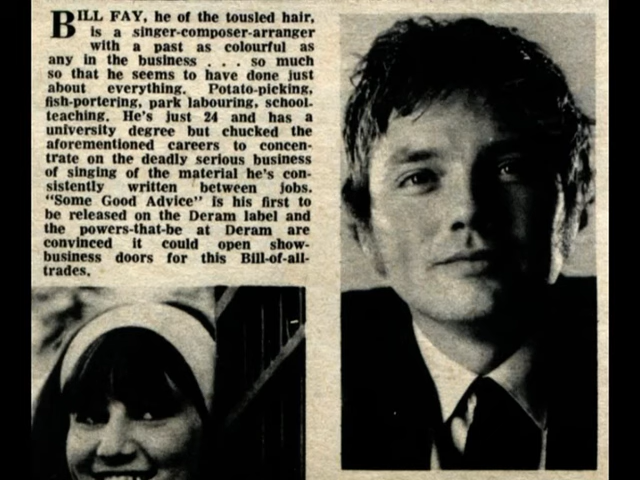 BILL FAY, he of the tousled hair,
is a singer-composer-arranger
with a past as colourful as
any in the business . . . so much
so that he seems to have done just
about everything. Potato-picking,
fish-portering, park labouring, school-
teaching. He's just 24 and has a
university degree but chucked the
aforementioned careers to concen-
trate on the deadly serious business
of singing of the material he's con-
sistently written between jobs.
"Some Good Advice" is his first to
be released on the Deram label and
the powers-that-be at Deram are
convinced it could open show-
business doors for this Bill-of-all-
trades.